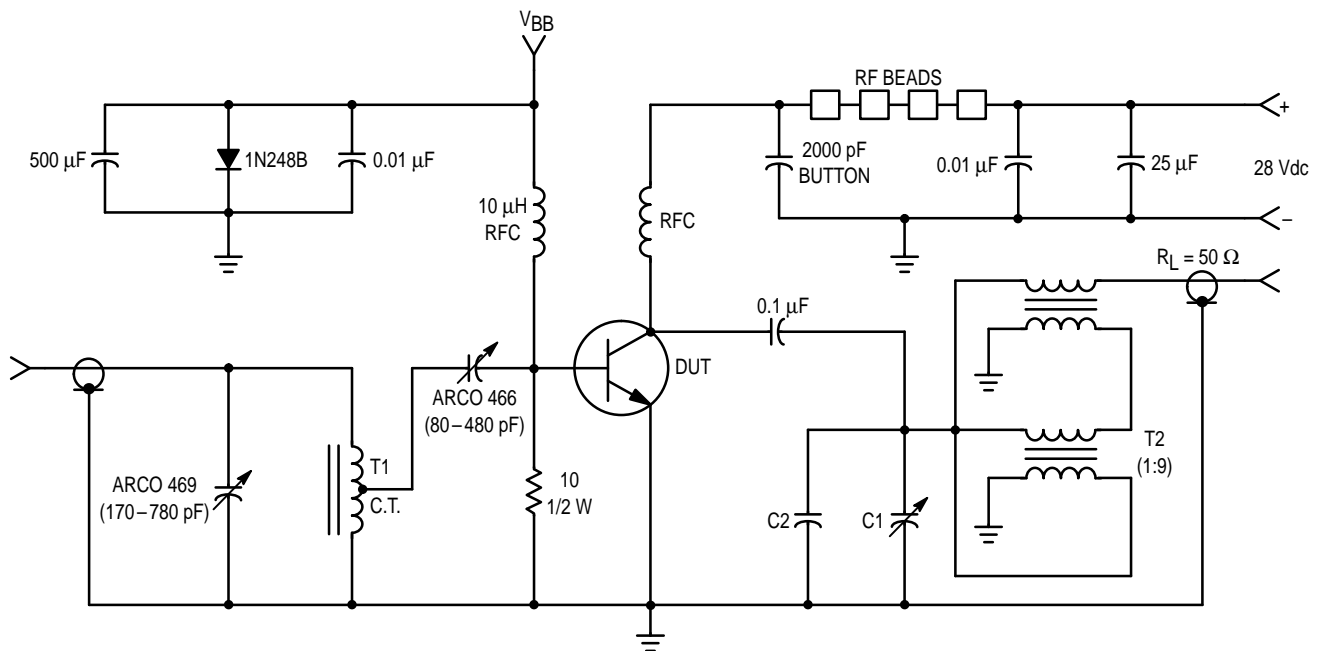 V_BB
RF BEADS
+
500 μF
1N248B
0.01 μF
2000 pF
BUTTON
0.01 μF
25 μF
28 Vdc
10 μH
RFC
RFC
–
R_L = 50 Ω
0.1 μF
DUT
ARCO 466
(80–480 pF)
T1
C.T.
ARCO 469
(170–780 pF)
10
1/2 W
C2
C1
T2
(1:9)